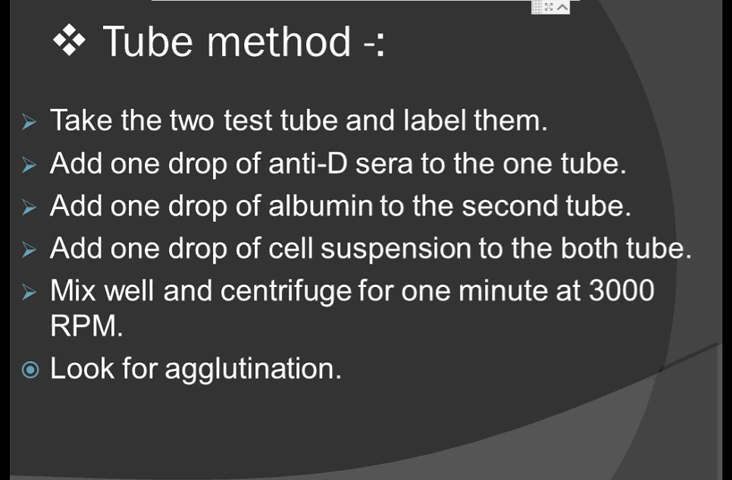 ❖ Tube method -:
➢ Take the two test tube and label them.
➢ Add one drop of anti-D sera to the one tube.
➢ Add one drop of albumin to the second tube.
➢ Add one drop of cell suspension to the both tube.
➢ Mix well and centrifuge for one minute at 3000
RPM.
◉ Look for agglutination.